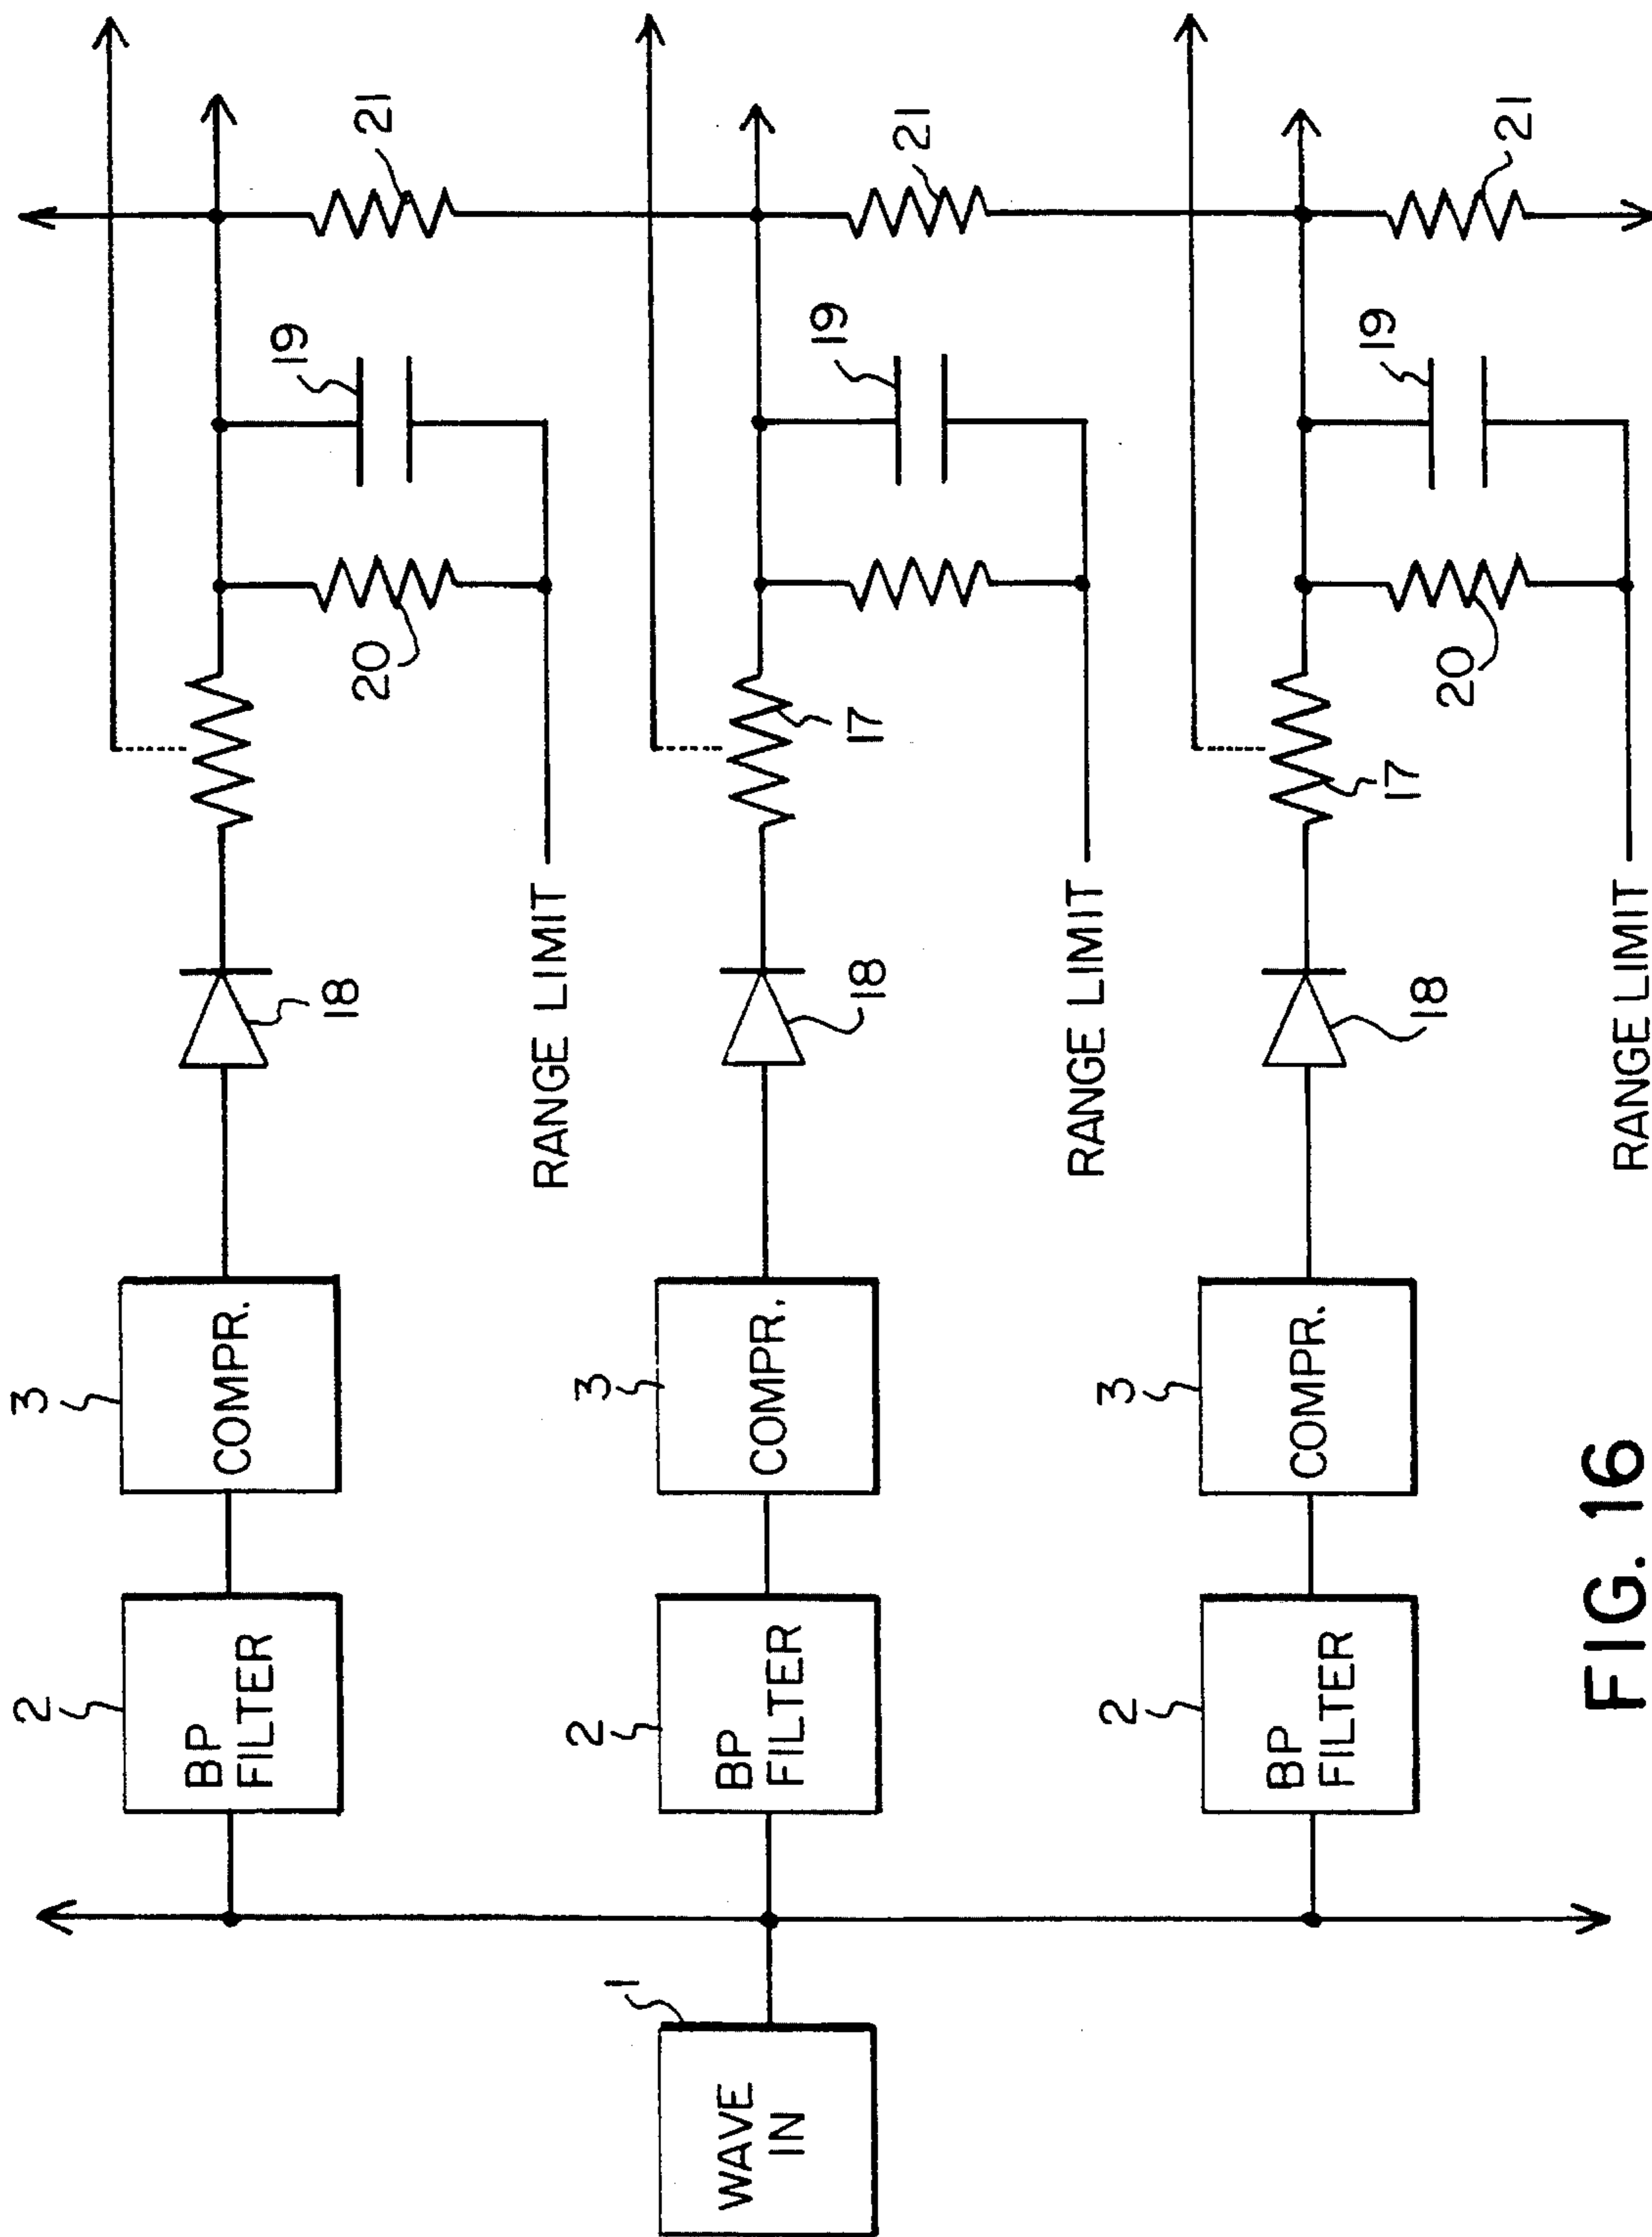 2
3
BP
FILTER
COMPR.
18
20
19
21
RANGE LIMIT
1
2
3
WAVE
IN
BP
FILTER
COMPR.
18
17
19
21
RANGE LIMIT
2
3
BP
FILTER
COMPR.
18
17
20
19
21
RANGE LIMIT
FIG. 16